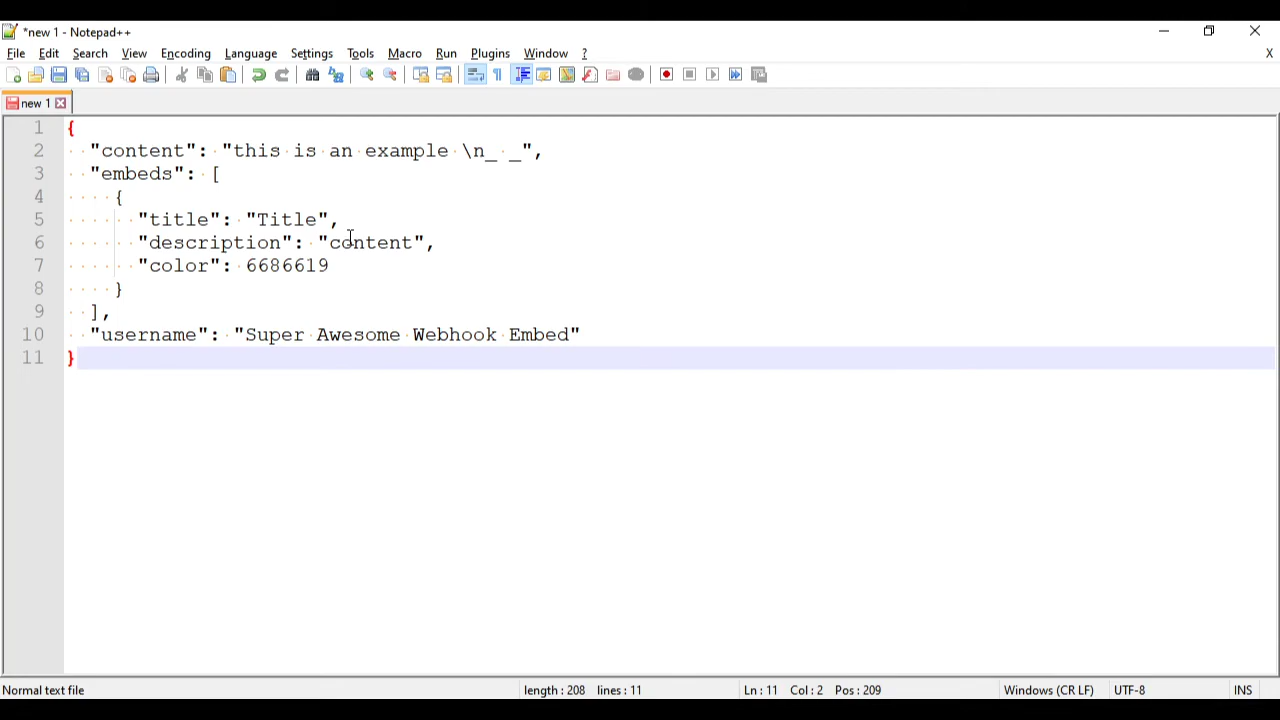 *new 1 - Notepad++
File Edit Search View Encoding Language Settings Tools Macro Run Plugins Window ? X
new 1
1 {
2 "content": "this is an example \n_ _",
3 "embeds": [
4 {
5 "title": "Title",
6 "description": "content",
7 "color": 6686619
8 }
9 ],
10 "username": "Super Awesome Webhook Embed"
11 }
Normal text file length : 208 lines : 11 Ln : 11 Col : 2 Pos : 209 Windows (CR LF) UTF-8 INS